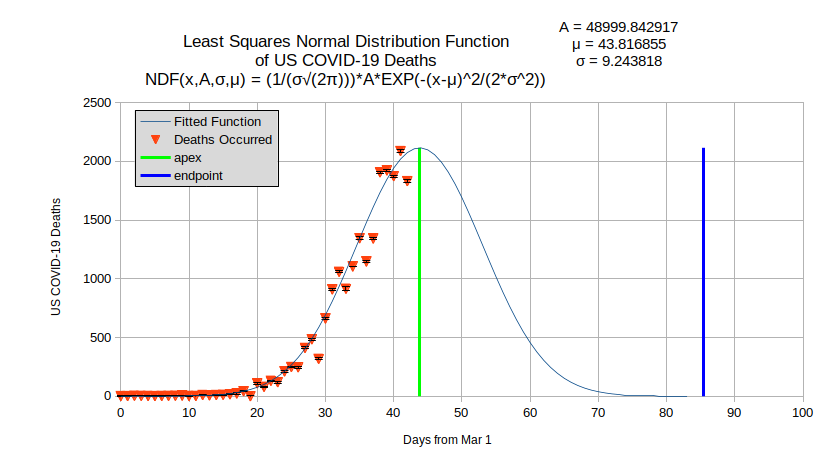 A = 48999.842917
μ = 43.816855
σ = 9.243818
Least Squares Normal Distribution Function
of US COVID-19 Deaths
NDF(x,A,σ,μ) = (1/(σ√(2π)))*A*EXP(-(x-μ)^2/(2*σ^2))
2500
2000
1500
1000
500
0
US COVID-19 Deaths
Fitted Function
Deaths Occurred
apex
endpoint
0 10 20 30 40 50 60 70 80 90 100
Days from Mar 1